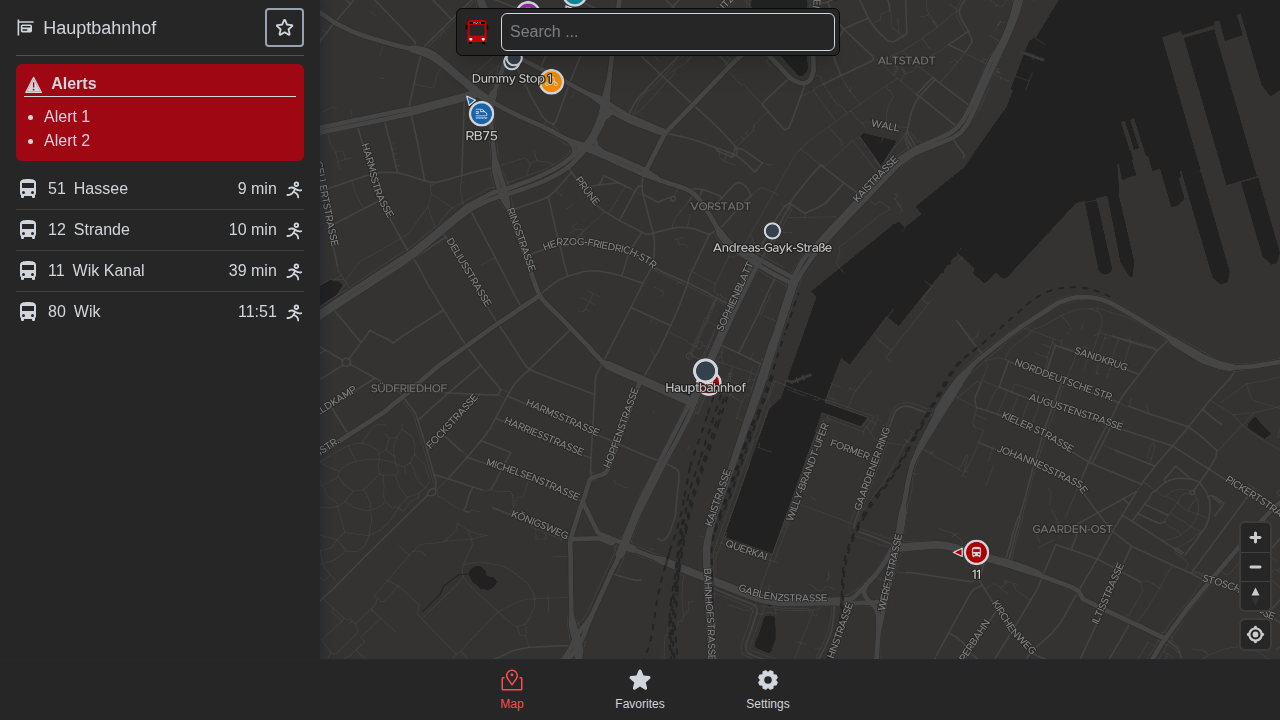 Hauptbahnhof
Alerts
Alert 1
Alert 2
51 Hassee 9 min
12 Strande 10 min
11 Wik Kanal 39 min
80 Wik 11:51
Search ...
Dummy Stop 1
RB75
ALTSTADT
WALL
KAISTRASSE
HARMSSTRASSE
PRÜNE
VORSTADT
RINGSTRASSE
HERZOG-FRIEDRICH-STR.
Andreas-Gayk-Straße
DELIUSSTRASSE
SOPHIENBLATT
Hauptbahnhof
SÜDFRIEDHOF
SANDKRUG
NORDDEUTSCHE STR.
AUGUSTENSTRASSE
KIELER STRASSE
JOHANNESSTRASSE
FOCKSTRASSE
HARMSSTRASSE
HARRIESSTRASSE
HOPFENSTRASSE
MICHELSENSTRASSE
KÖNIGSWEG
KAISTRASSE
WILLY-BRANDT-UFER
FORMER
GAARDENER RING
QUERKAI
GAARDEN-OST
11
WERFTSTRASSE
GABLENZSTRASSE
BAHNHOFSTRASSE
KIRCHENWEG
ILTISSTRASSE
Map
Favorites
Settings